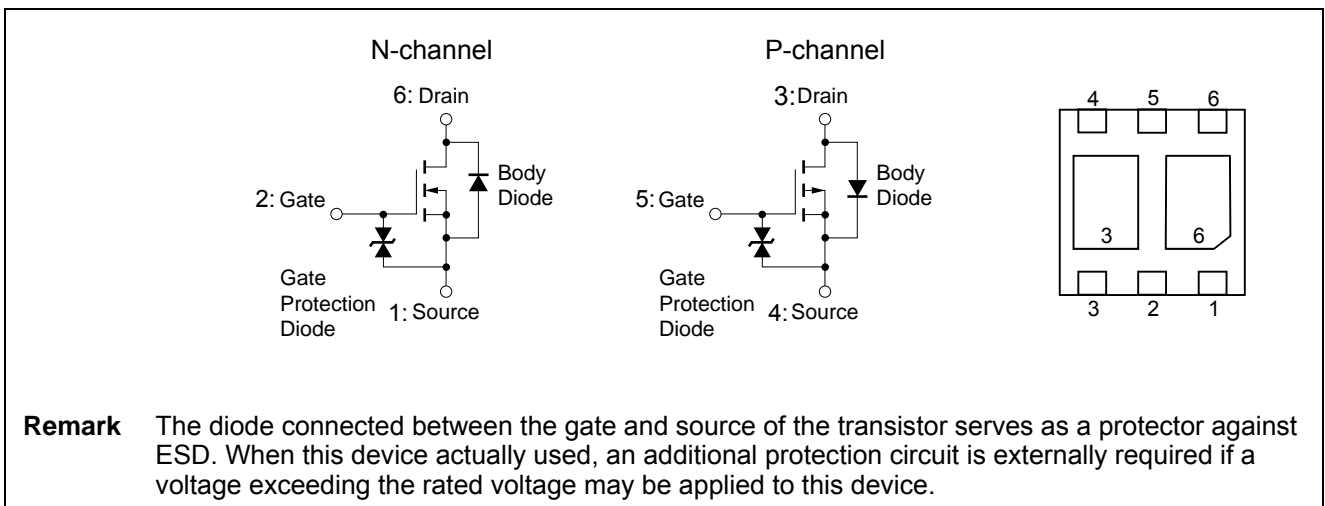 N-channel
6: Drain
2: Gate
Body
Diode
Gate
Protection
Diode
1: Source
P-channel
3:Drain
5: Gate
Body
Diode
Gate
Protection
Diode
4: Source
4 5 6
3 6
3 2 1
Remark The diode connected between the gate and source of the transistor serves as a protector against
ESD. When this device actually used, an additional protection circuit is externally required if a
voltage exceeding the rated voltage may be applied to this device.